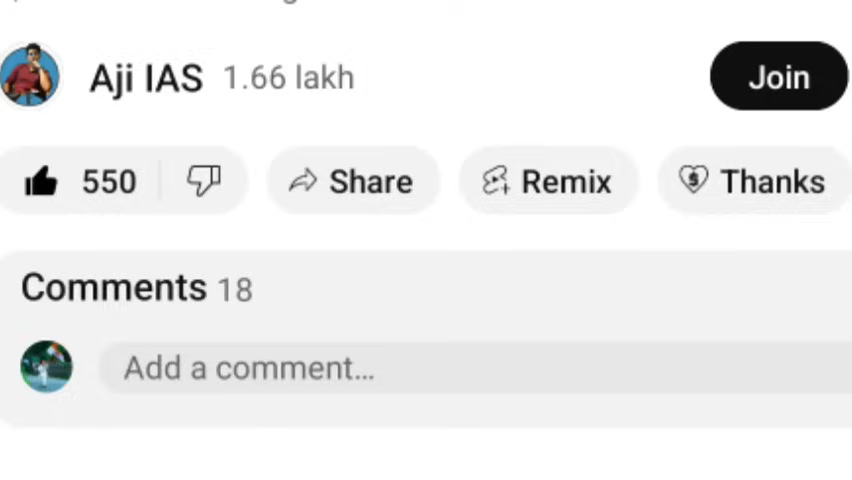 Aji IAS 1.66 lakh Join
550 Share Remix Thanks
Comments 18
Add a comment...